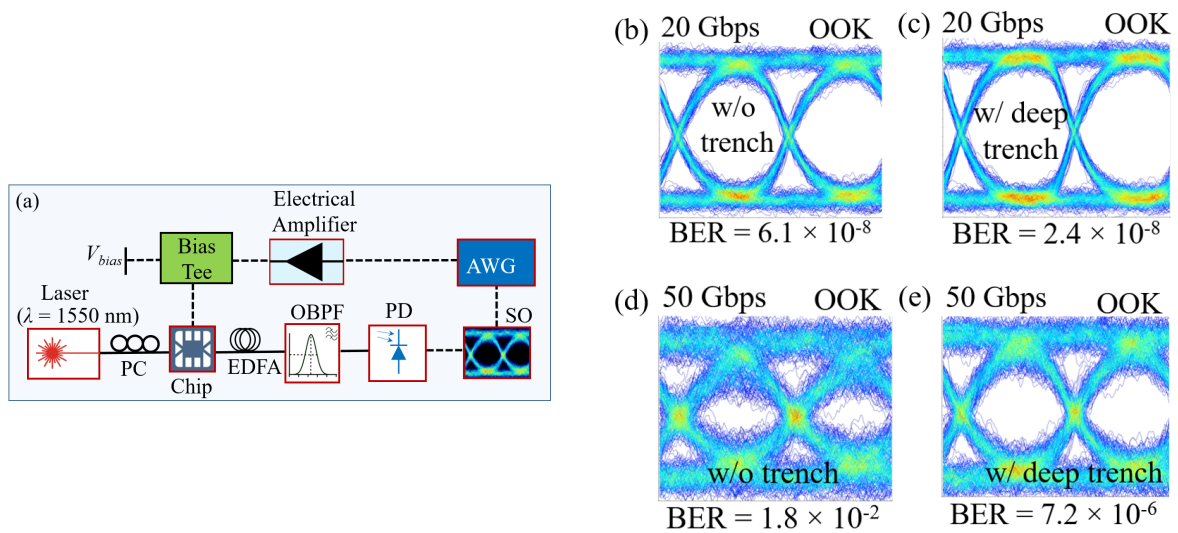 (a)
Electrical
Amplifier
V_bias
Bias
Tee
AWG
Laser
(λ = 1550 nm)
PC
Chip
EDFA
OBPF
PD
SO
(b) 20 Gbps OOK
w/o
trench
BER = 6.1 × 10⁻⁸
(c) 20 Gbps OOK
w/ deep
trench
BER = 2.4 × 10⁻⁸
(d) 50 Gbps OOK
w/o trench
BER = 1.8 × 10⁻²
(e) 50 Gbps OOK
w/ deep trench
BER = 7.2 × 10⁻⁶